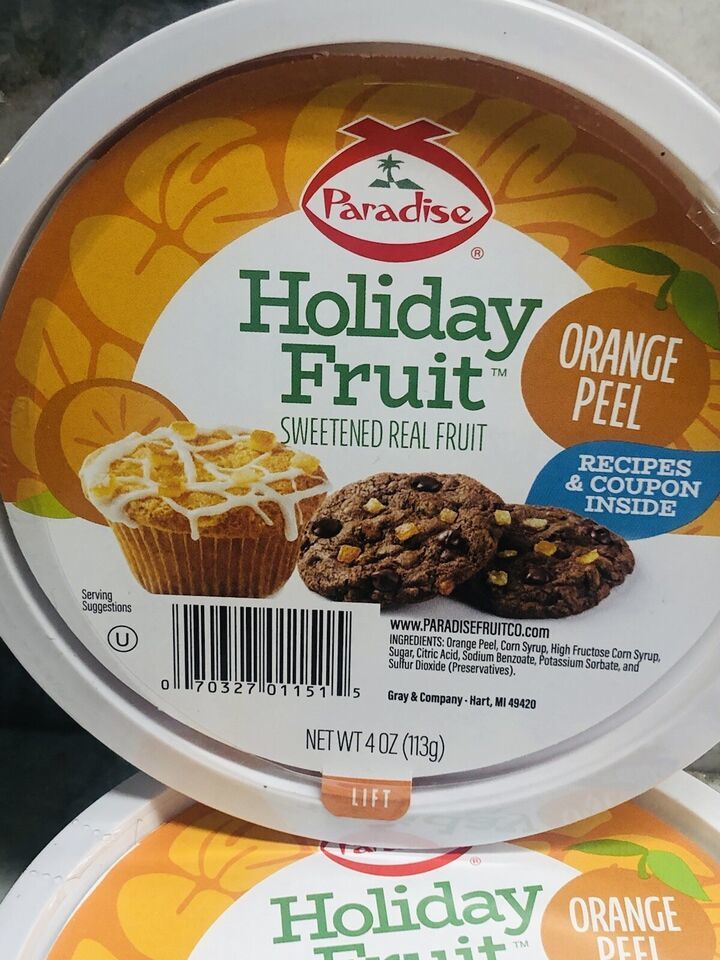 Paradise
®
Holiday
Fruit™
SWEETENED REAL FRUIT
ORANGE
PEEL
RECIPES
& COUPON
INSIDE
Serving
Suggestions
U
0 70327 01151 5
www.PARADISEFRUITCO.com
INGREDIENTS: Orange Peel, Corn Syrup, High Fructose Corn Syrup,
Sugar, Citric Acid, Sodium Benzoate, Potassium Sorbate, and
Sulfur Dioxide (Preservatives).
Gray & Company - Hart, MI 49420
NET WT 4 OZ (113g)
LIFT
®
Holiday
Fruit™
ORANGE
PEEL